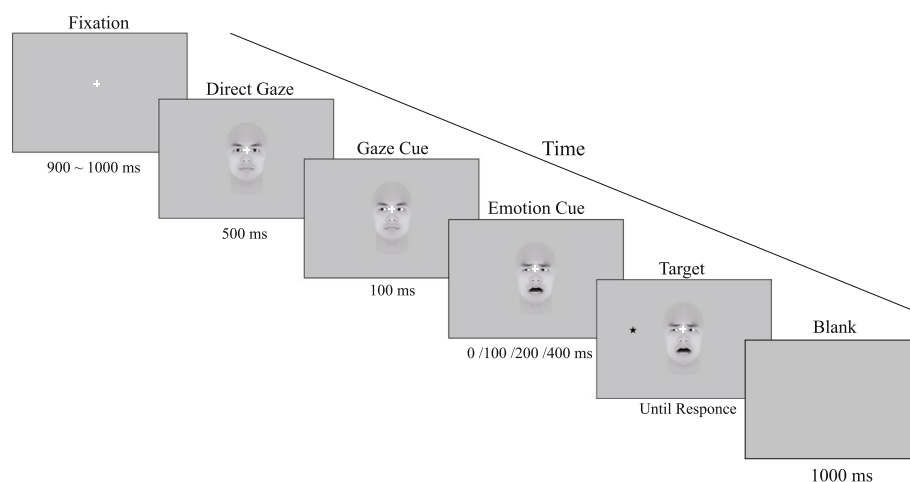 Fixation
900 ~ 1000 ms
Direct Gaze
500 ms
Gaze Cue
100 ms
Time
Emotion Cue
0 /100 /200 /400 ms
Target
Until Responce
Blank
1000 ms